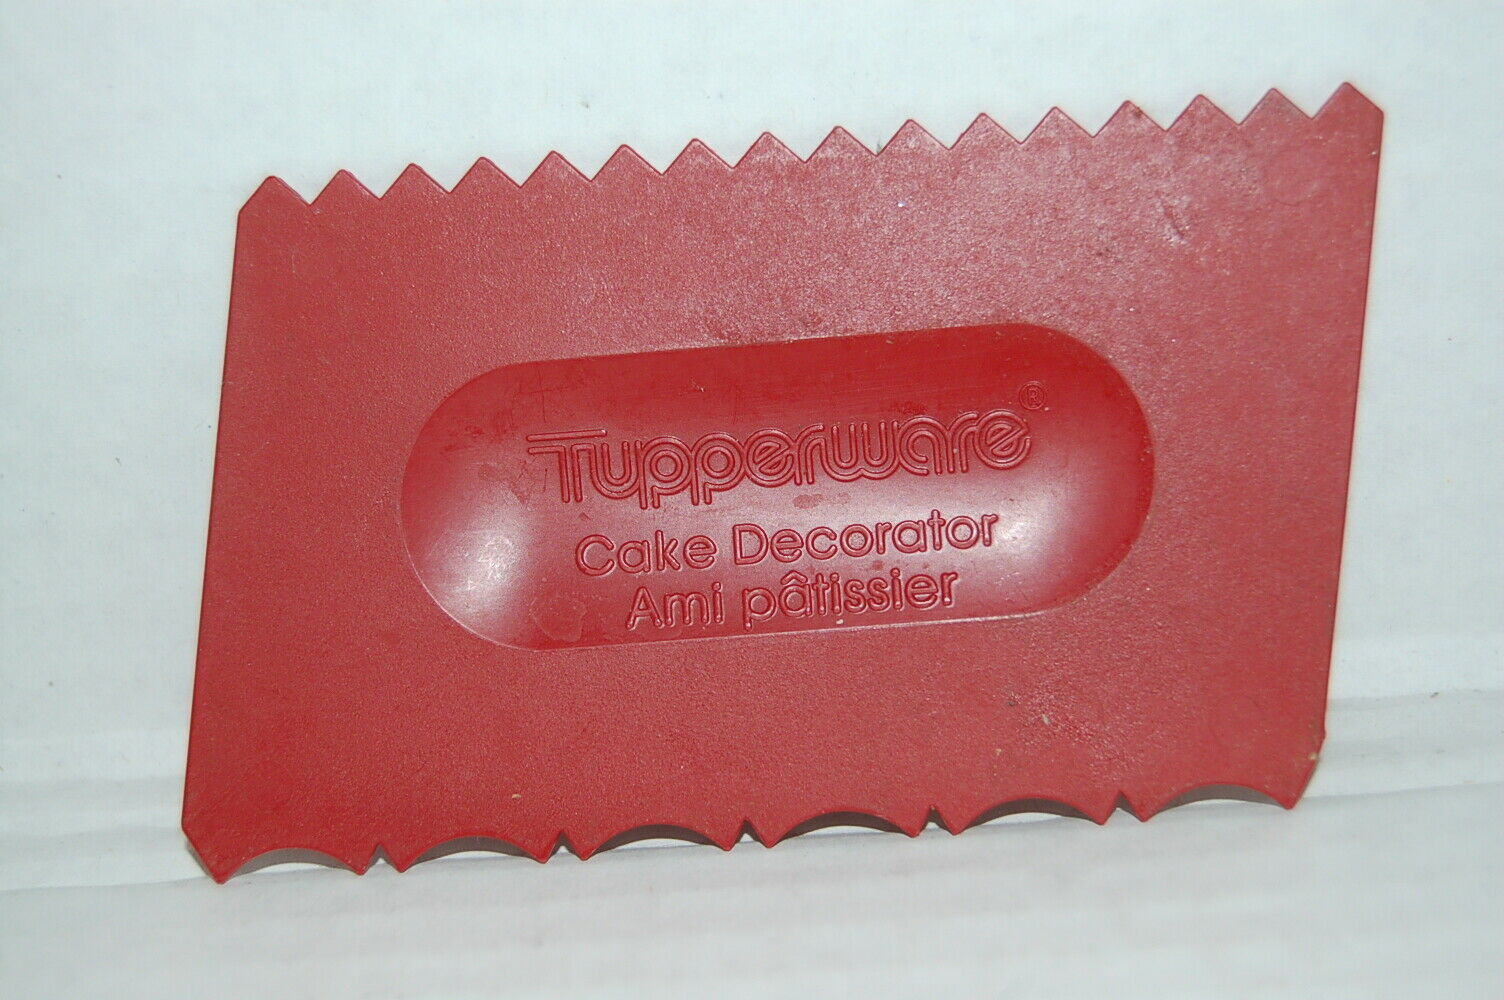 Tupperware®
Cake Decorator
Ami pâtissier